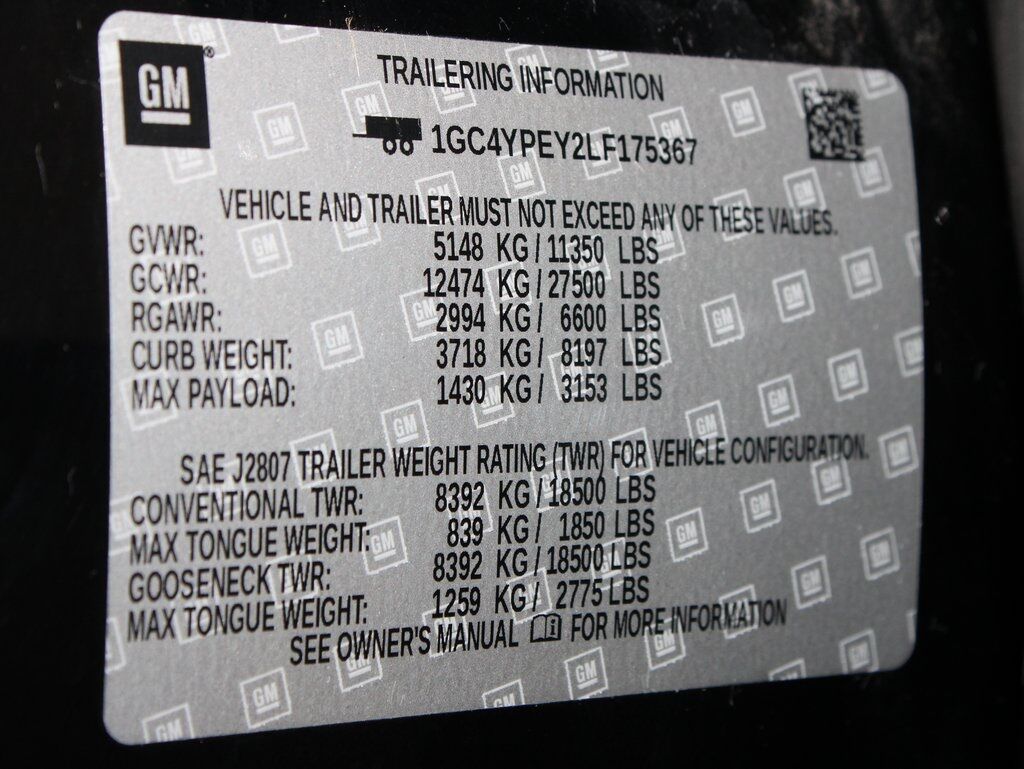 GM
TRAILERING INFORMATION
1GC4YPEY2LF175367
VEHICLE AND TRAILER MUST NOT EXCEED ANY OF THESE VALUES.
GVWR: 5148 KG / 11350 LBS
GCWR: 12474 KG / 27500 LBS
RGAWR: 2994 KG / 6600 LBS
CURB WEIGHT: 3718 KG / 8197 LBS
MAX PAYLOAD: 1430 KG / 3153 LBS
SAE J2807 TRAILER WEIGHT RATING (TWR) FOR VEHICLE CONFIGURATION.
CONVENTIONAL TWR: 8392 KG / 18500 LBS
MAX TONGUE WEIGHT: 839 KG / 1850 LBS
GOOSENECK TWR: 8392 KG / 18500 LBS
MAX TONGUE WEIGHT: 1259 KG / 2775 LBS
SEE OWNER'S MANUAL FOR MORE INFORMATION